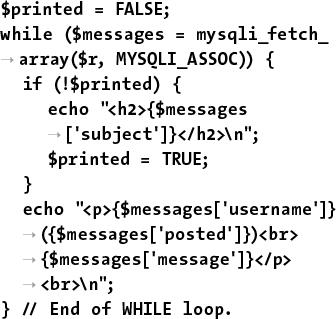 $printed = FALSE;
while ($messages = mysqli_fetch_
→ array($r, MYSQLI_ASSOC)) {
if (!$printed) {
echo "<h2>{$messages
→ ['subject']}</h2>\n";
$printed = TRUE;
}
echo "<p>{$messages['username']}
→ ({$messages['posted']})<br>
→ {$messages['message']}</p>
→ <br>\n";
} // End of WHILE loop.